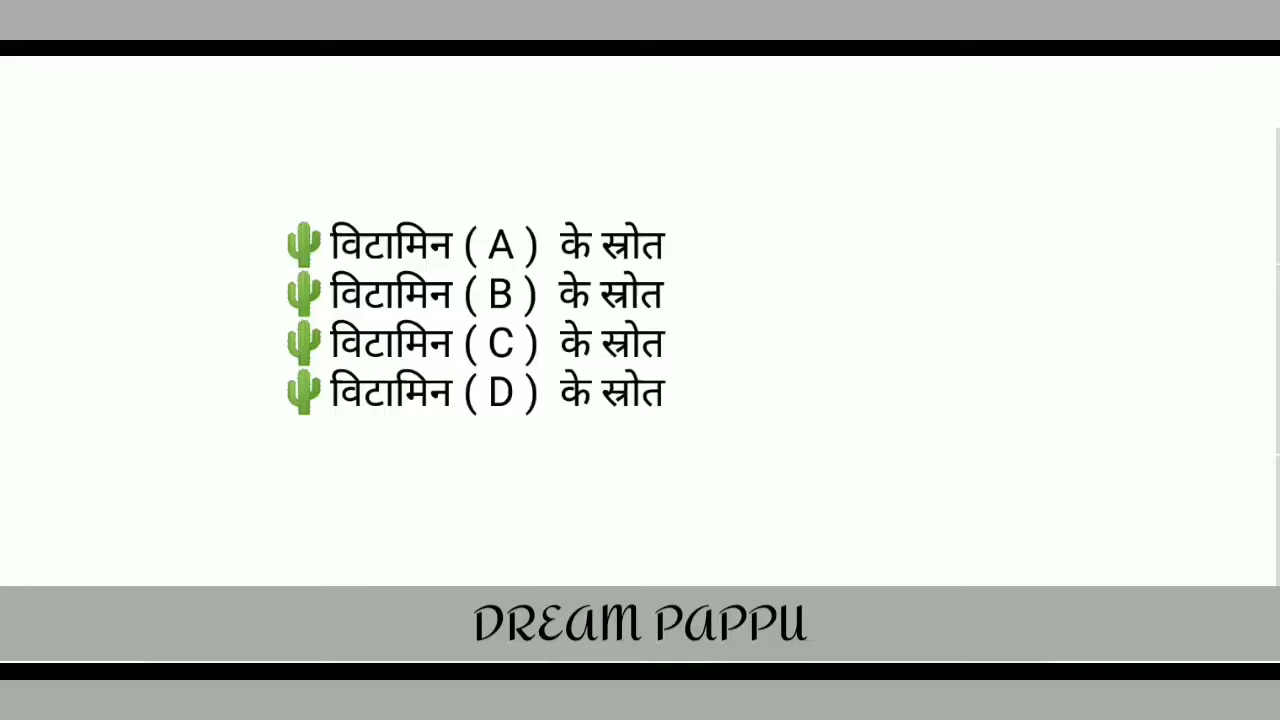 🌵 विटामिन ( A ) के स्रोत
🌵 विटामिन ( B ) के स्रोत
🌵 विटामिन ( C ) के स्रोत
🌵 विटामिन ( D ) के स्रोत
DREAM PAPPU